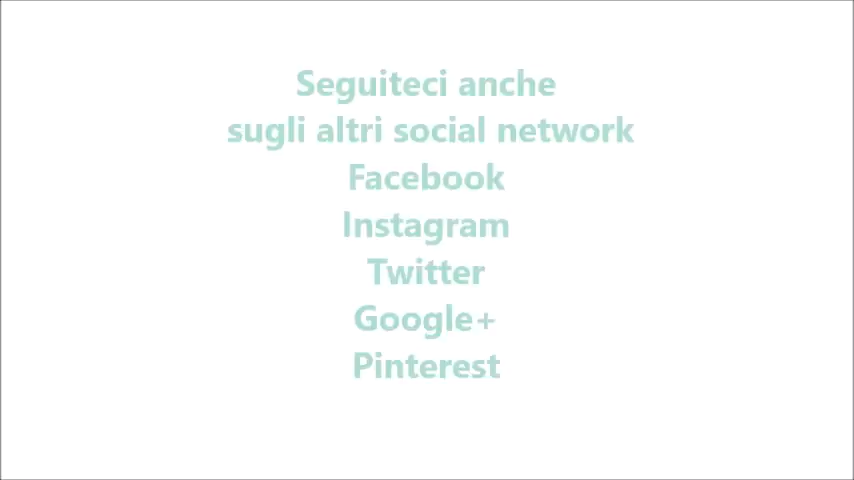 Seguiteci anche
sugli altri social network
Facebook
Instagram
Twitter
Google+
Pinterest